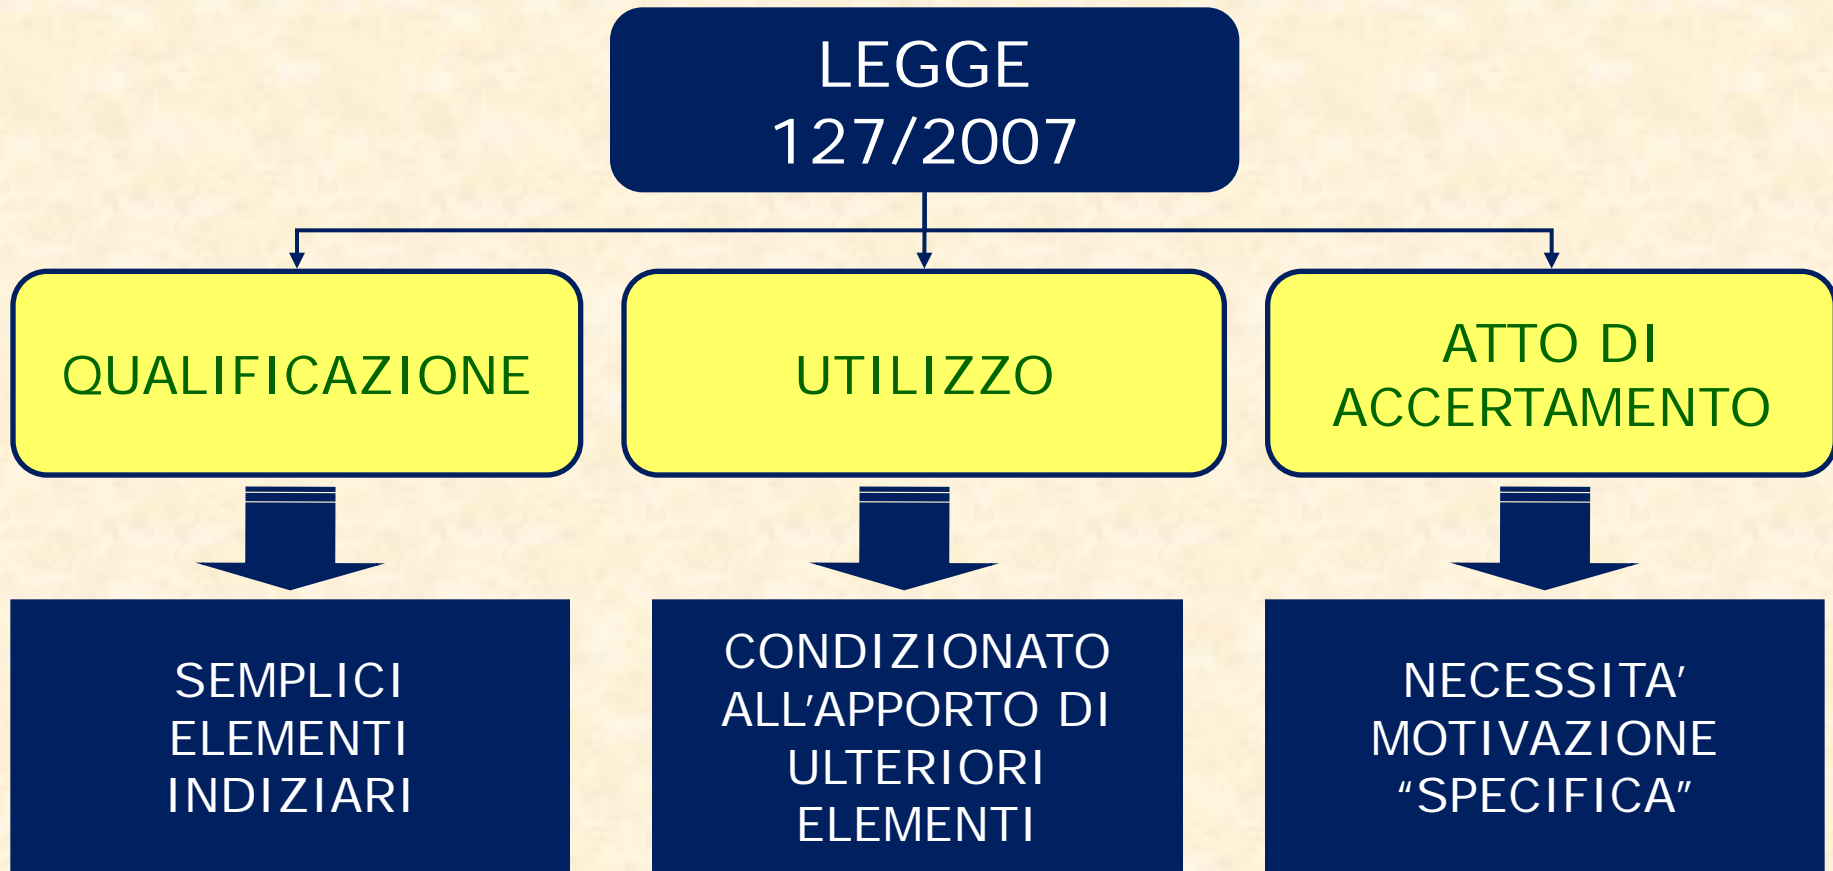 LEGGE
127/2007
QUALIFICAZIONE
UTILIZZO
ATTO DI
ACCERTAMENTO
SEMPLICI
ELEMENTI
INDIZIARI
CONDIZIONATO
ALL’APPORTO DI
ULTERIORI
ELEMENTI
NECESSITA’
MOTIVAZIONE
“SPECIFICA”